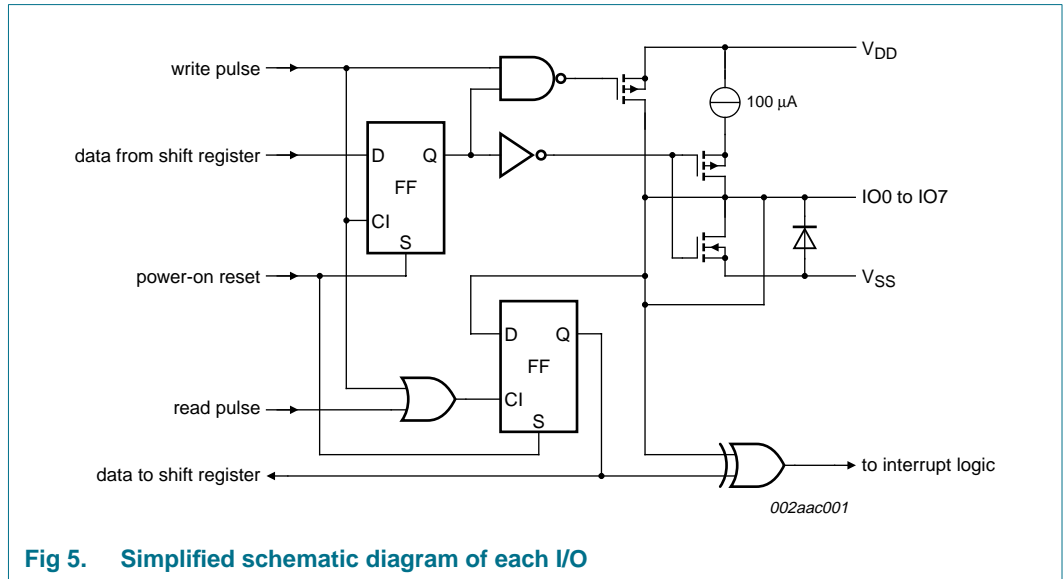 write pulse
V_DD
100 μA
data from shift register
D Q
FF
CI
S
IO0 to IO7
power-on reset
V_SS
D Q
FF
CI
S
read pulse
data to shift register
to interrupt logic
002aac001
Fig 5. Simplified schematic diagram of each I/O